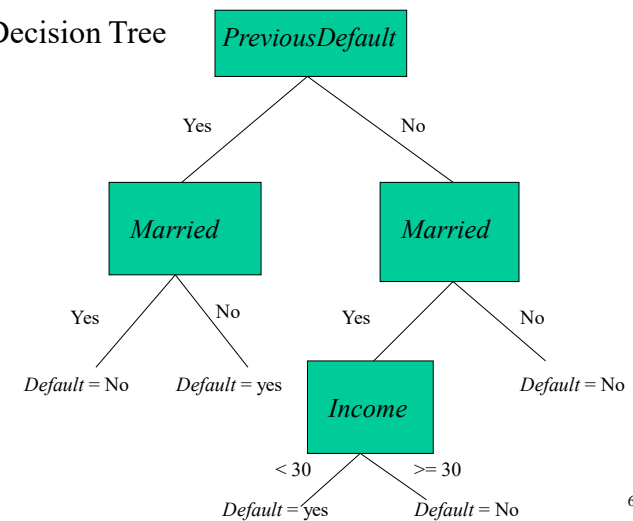 Decision Tree
PreviousDefault
Yes
No
Married
Married
Yes
No
Yes
No
Default = No
Default = yes
Default = No
Income
< 30
>= 30
Default = yes
Default = No
6